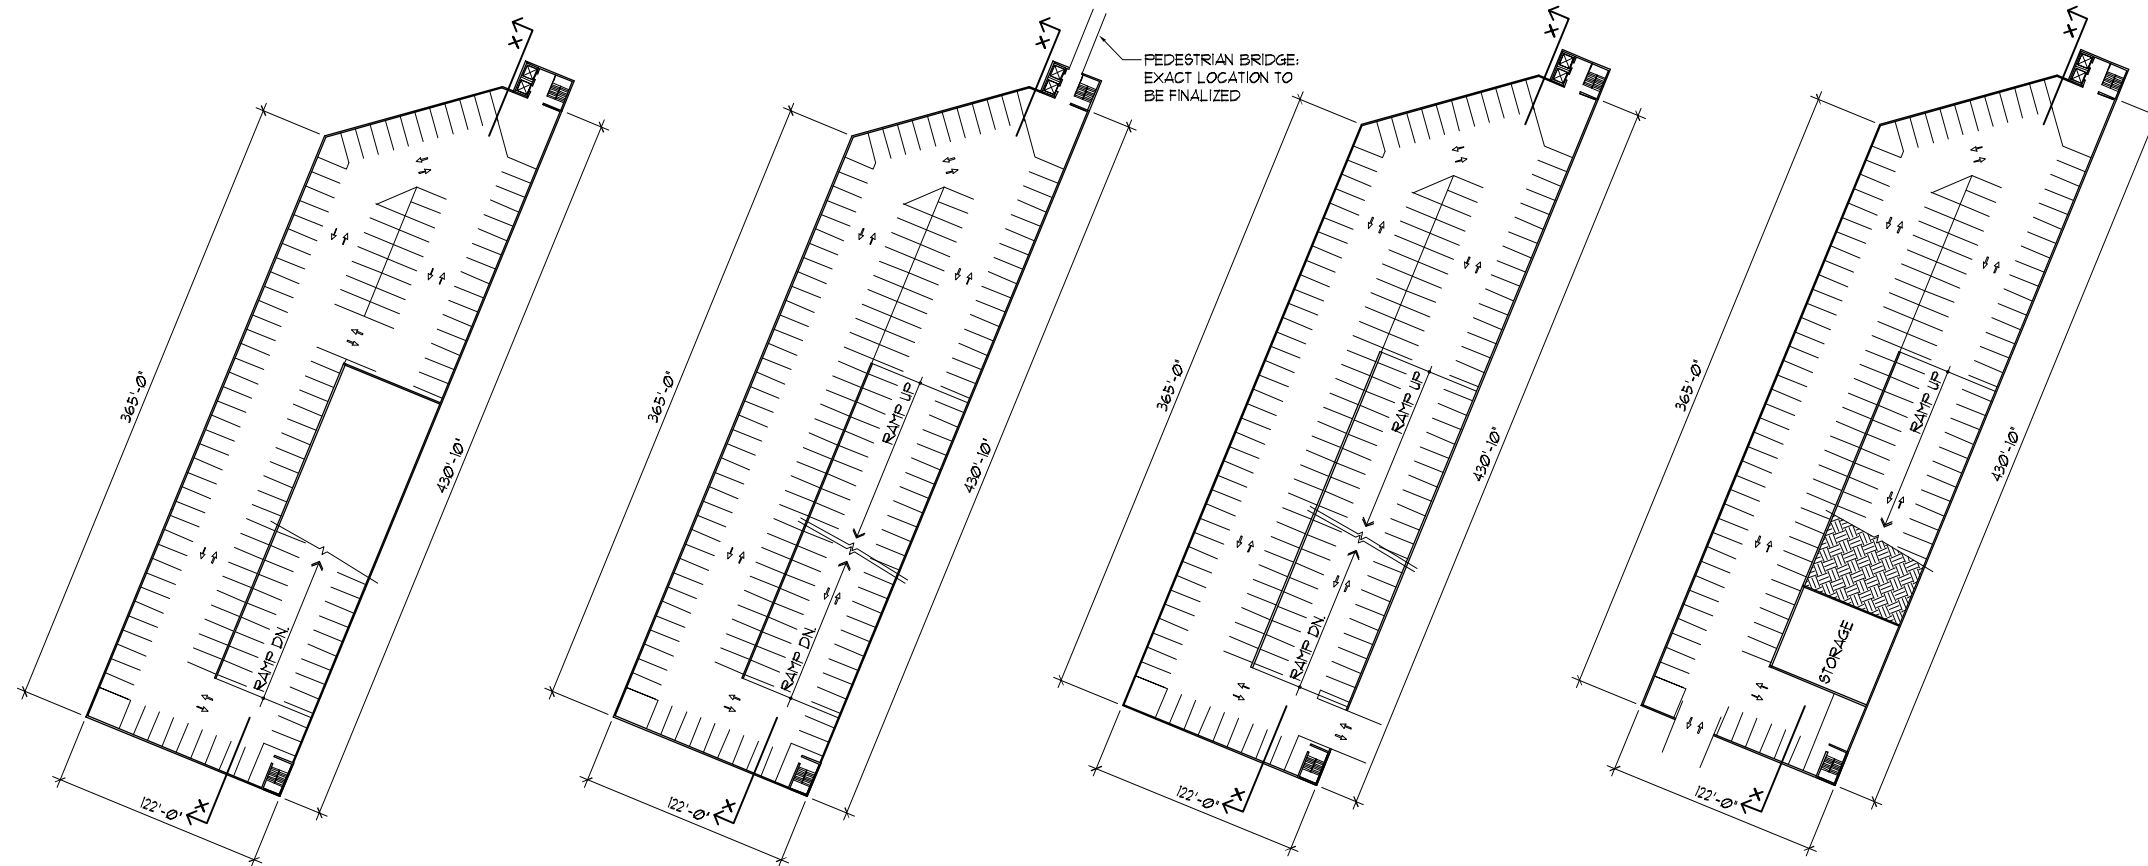 X
365'-0"
430'-10"
RAMP DN.
122'-0"
X
X
PEDESTRIAN BRIDGE:
EXACT LOCATION TO
BE FINALIZED
365'-0"
RAMP UP
430'-10"
RAMP DN.
122'-0"
X
X
365'-0"
RAMP UP
430'-10"
RAMP DN.
122'-0"
X
X
365'-0"
RAMP UP
430'-10"
STORAGE
122'-0"
X